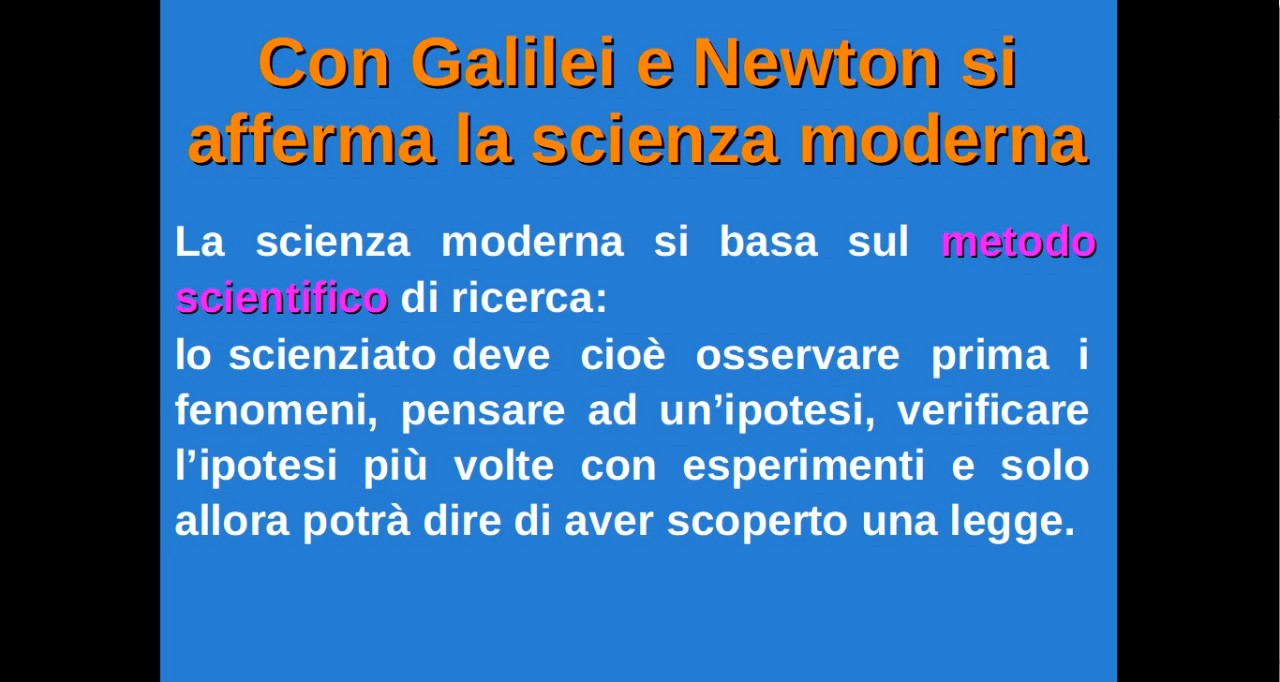 Con Galilei e Newton si
afferma la scienza moderna
La scienza moderna si basa sul metodo
scientifico di ricerca:
lo scienziato deve cioè osservare prima i
fenomeni, pensare ad un’ipotesi, verificare
l’ipotesi più volte con esperimenti e solo
allora potrà dire di aver scoperto una legge.